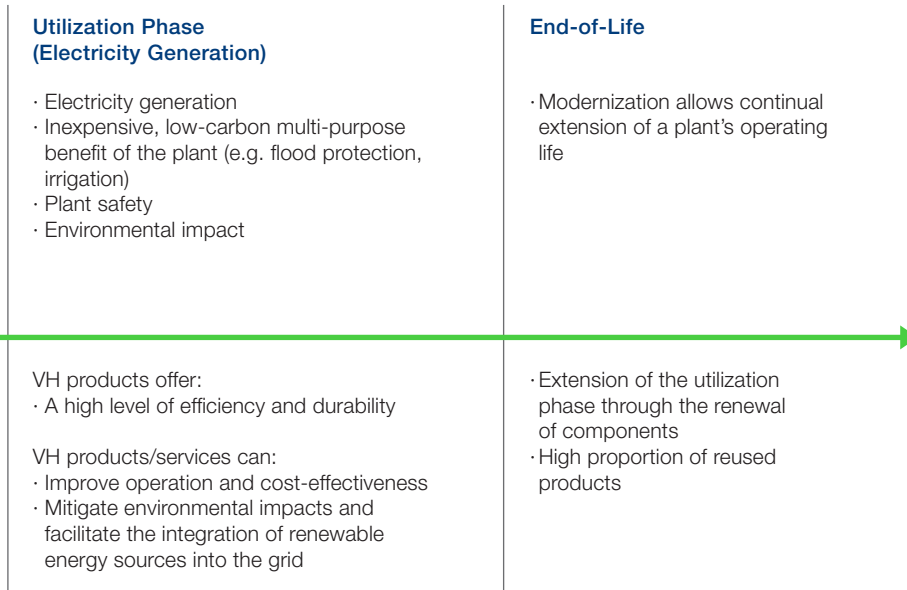 Utilization Phase
(Electricity Generation)
· Electricity generation
· Inexpensive, low-carbon multi-purpose
benefit of the plant (e.g. flood protection,
irrigation)
· Plant safety
· Environmental impact
End-of-Life
· Modernization allows continual
extension of a plant's operating
life
VH products offer:
· A high level of efficiency and durability
VH products/services can:
· Improve operation and cost-effectiveness
· Mitigate environmental impacts and
facilitate the integration of renewable
energy sources into the grid
· Extension of the utilization
phase through the renewal
of components
· High proportion of reused
products